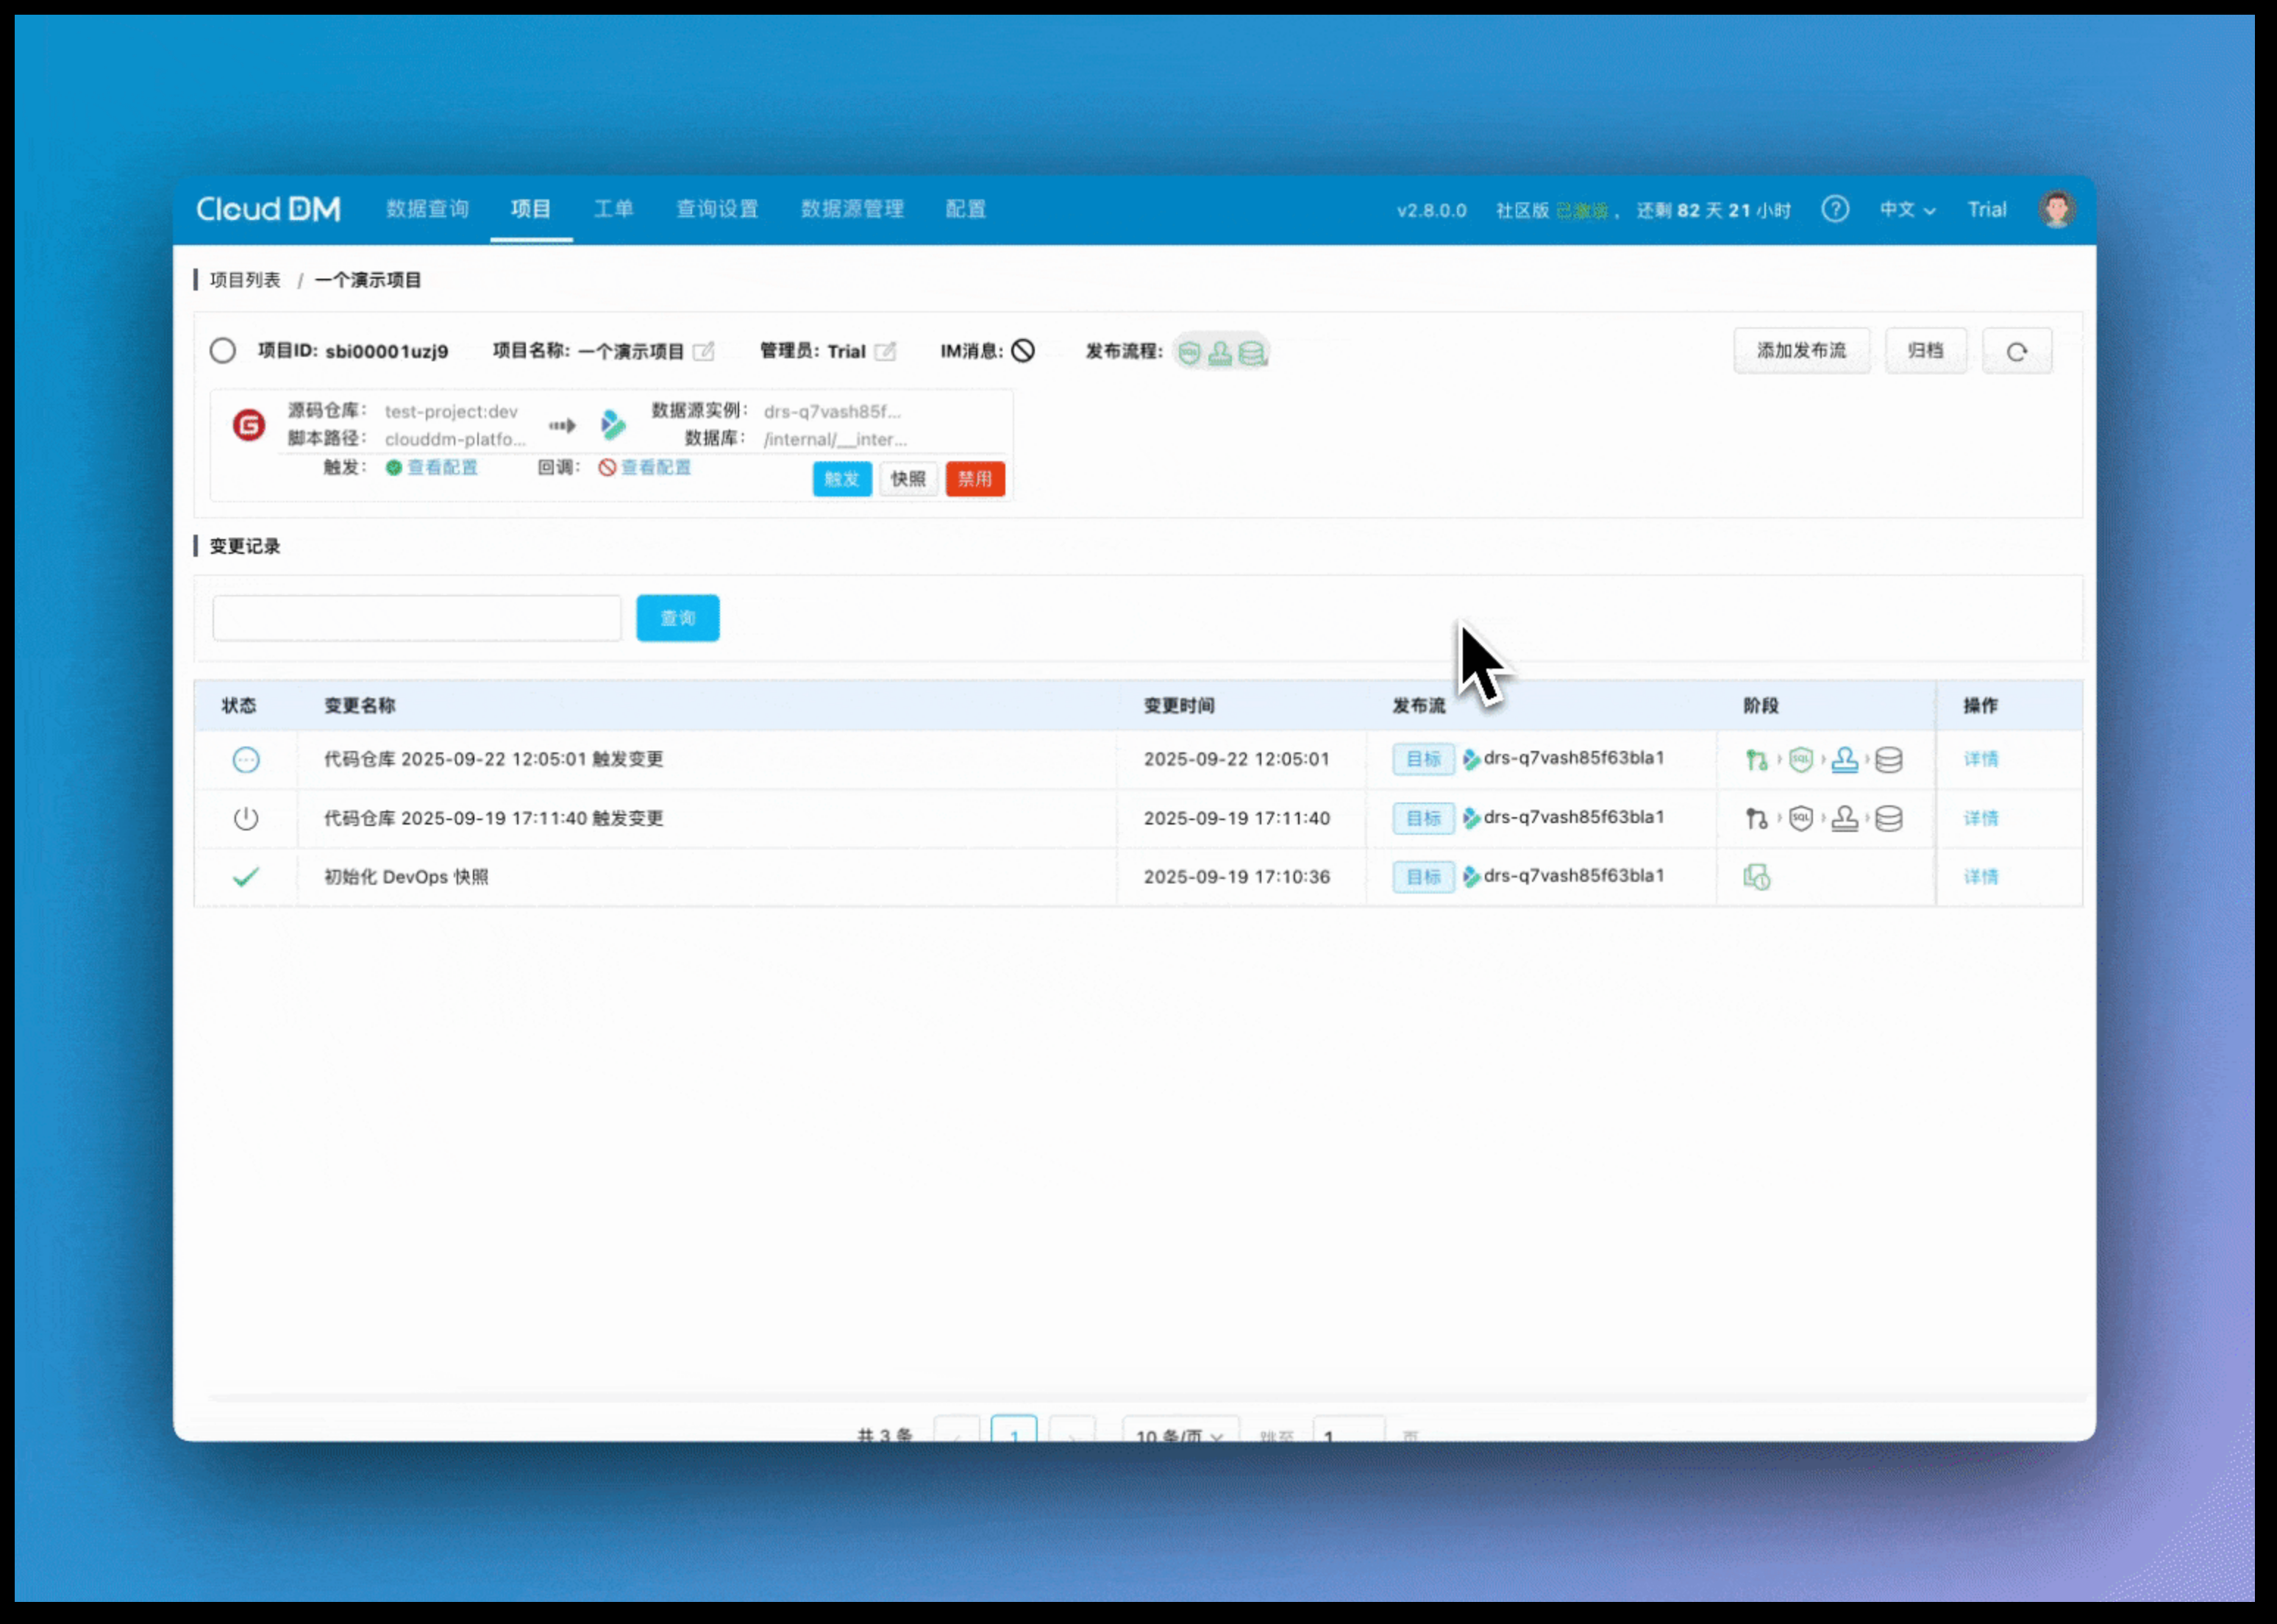 CloudDM 数据查询 项目 工单 查询设置 数据源管理 配置 v2.8.0.0 社区版 已激活， 还剩 82 天 21 小时 中文 Trial
项目列表 / 一个演示项目
项目ID: sbi00001uzj9 项目名称: 一个演示项目 管理员: Trial IM消息: 发布流程: 添加发布流 归档
源码仓库: test-project:dev 数据源实例: drs-q7vash85f...
脚本路径: clouddm-platfo... 数据库: /internal/__inter...
触发: 查看配置 回调: 查看配置 触发 快照 禁用
变更记录
查询
状态 变更名称 变更时间 发布流 阶段 操作
代码仓库 2025-09-22 12:05:01 触发变更 2025-09-22 12:05:01 目标 drs-q7vash85f63bla1 SQL 详情
代码仓库 2025-09-19 17:11:40 触发变更 2025-09-19 17:11:40 目标 drs-q7vash85f63bla1 SQL 详情
初始化 DevOps 快照 2025-09-19 17:10:36 目标 drs-q7vash85f63bla1 详情
共 3 条 1 10 条/页 跳至 1 页